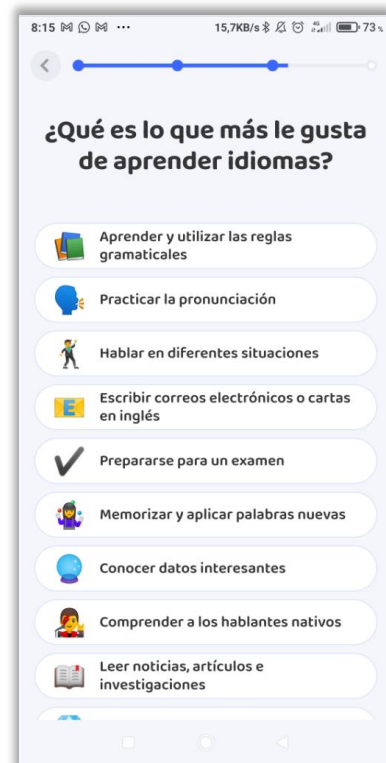 8:15
15,7KB/s 4G 73%
¿Qué es lo que más le gusta
de aprender idiomas?
Aprender y utilizar las reglas
gramaticales
Practicar la pronunciación
Hablar en diferentes situaciones
Escribir correos electrónicos o cartas
en inglés
Prepararse para un examen
Memorizar y aplicar palabras nuevas
Conocer datos interesantes
Comprender a los hablantes nativos
Leer noticias, artículos e
investigaciones